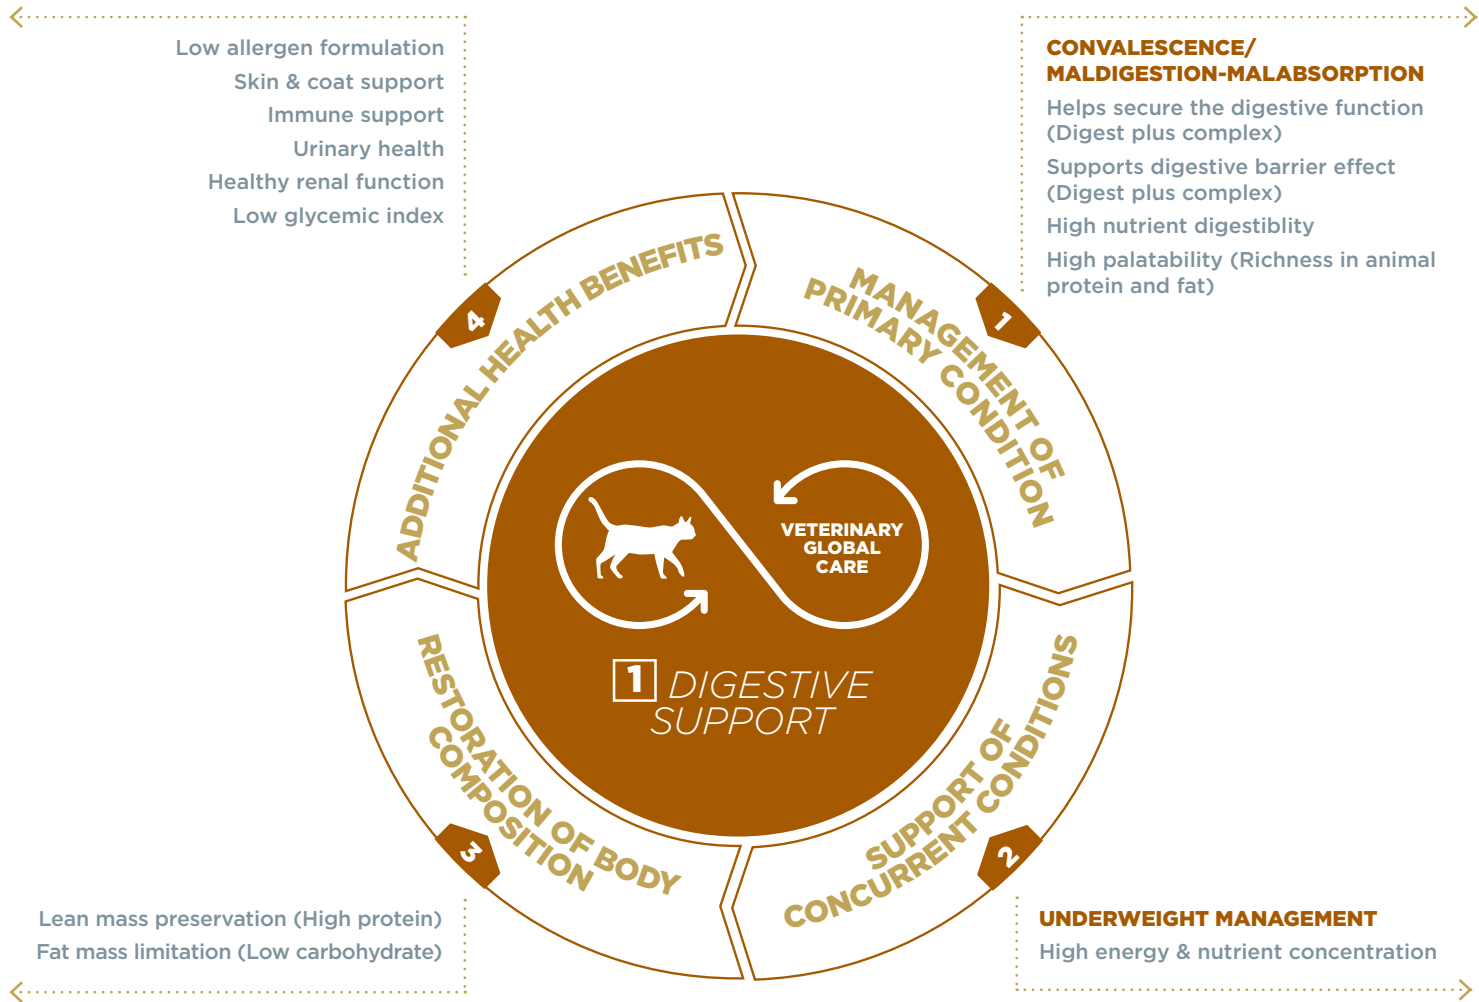 Low allergen formulation
Skin & coat support
Immune support
Urinary health
Healthy renal function
Low glycemic index
CONVALESCENCE/
MALDIGESTION-MALABSORPTION
Helps secure the digestive function
(Digest plus complex)
Supports digestive barrier effect
(Digest plus complex)
High nutrient digestiblity
High palatability (Richness in animal
protein and fat)
4
ADDITIONAL HEALTH BENEFITS
1
MANAGEMENT OF
PRIMARY CONDITION
VETERINARY
GLOBAL
CARE
1 DIGESTIVE
SUPPORT
3
RESTORATION OF BODY
COMPOSITION
2
SUPPORT OF
CONCURRENT CONDITIONS
Lean mass preservation (High protein)
Fat mass limitation (Low carbohydrate)
UNDERWEIGHT MANAGEMENT
High energy & nutrient concentration